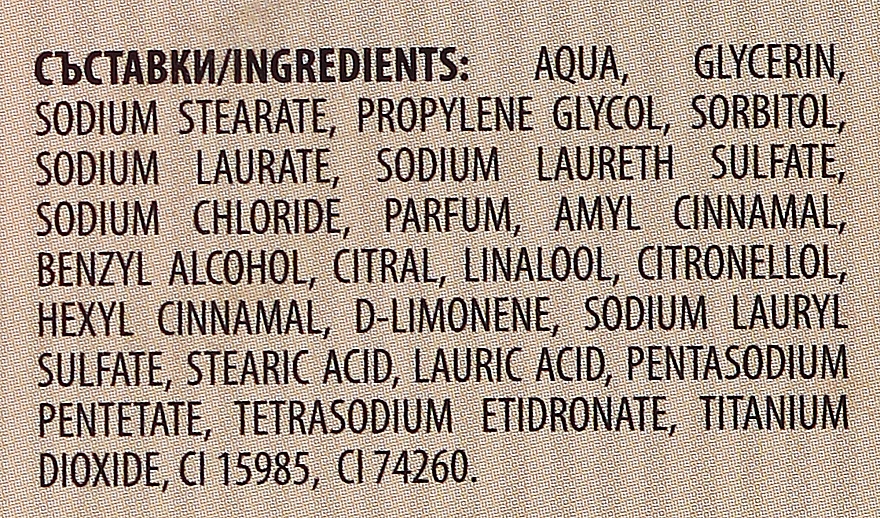 СЪСТАВКИ/INGREDIENTS: AQUA, GLYCERIN,
SODIUM STEARATE, PROPYLENE GLYCOL, SORBITOL,
SODIUM LAURATE, SODIUM LAURETH SULFATE,
SODIUM CHLORIDE, PARFUM, AMYL CINNAMAL,
BENZYL ALCOHOL, CITRAL, LINALOOL, CITRONELLOL,
HEXYL CINNAMAL, D-LIMONENE, SODIUM LAURYL
SULFATE, STEARIC ACID, LAURIC ACID, PENTASODIUM
PENTETATE, TETRASODIUM ETIDRONATE, TITANIUM
DIOXIDE, CI 15985, CI 74260.